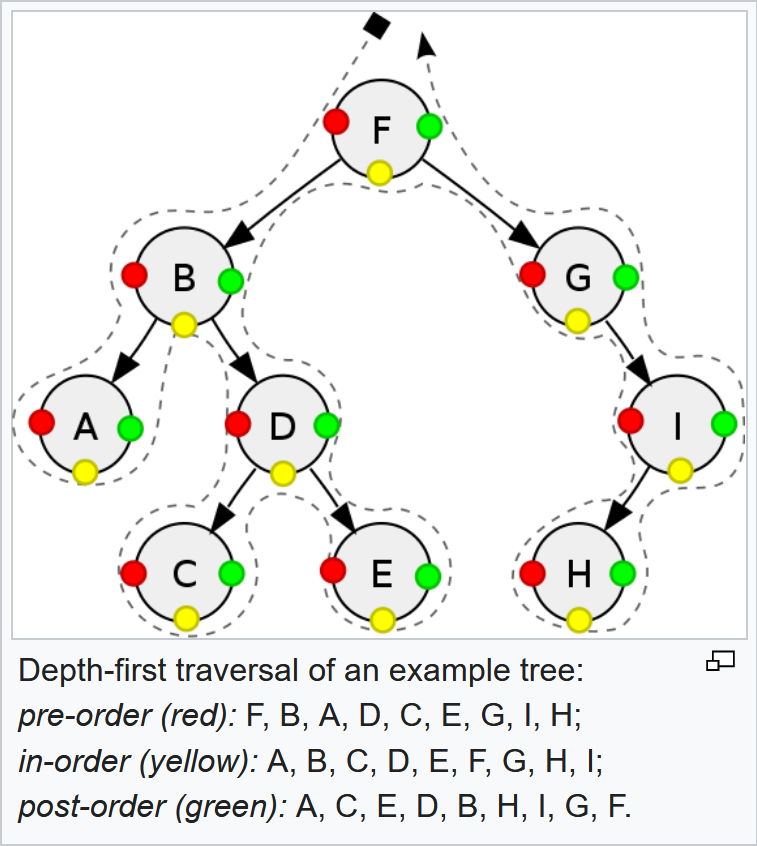 F
B
G
A
D
I
C
E
H
Depth-first traversal of an example tree:
pre-order (red): F, B, A, D, C, E, G, I, H;
in-order (yellow): A, B, C, D, E, F, G, H, I;
post-order (green): A, C, E, D, B, H, I, G, F.